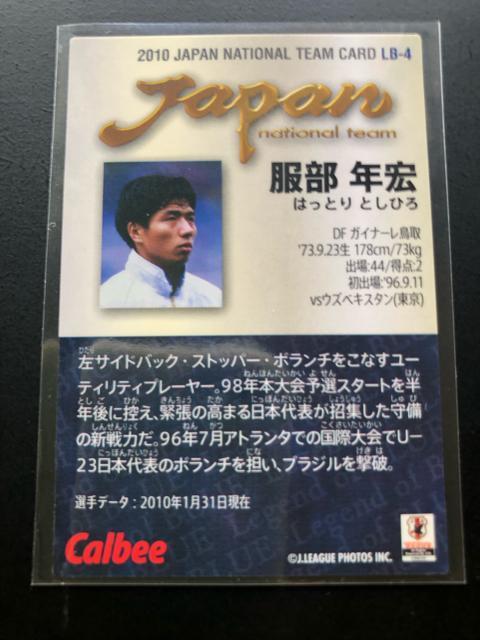 2010 JAPAN NATIONAL TEAM CARD LB-4
Japan
national team
服部 年宏
はっとり としひろ
DF ガイナーレ鳥取
'73.9.23生 178cm/73kg
出場:44/得点:2
初出場:'96.9.11
vsウズベキスタン(東京)
左サイドバック・ストッパー・ボランチをこなすユー
ティリティプレーヤー。98年本大会予選スタートを半
年後に控え、緊張の高まる日本代表が招集した守備
の新戦力だ。96年7月アトランタでの国際大会でU-
23日本代表のボランチを担い、ブラジルを撃破。
選手データ：2010年1月31日現在
Calbee
©J.LEAGUE PHOTOS INC.